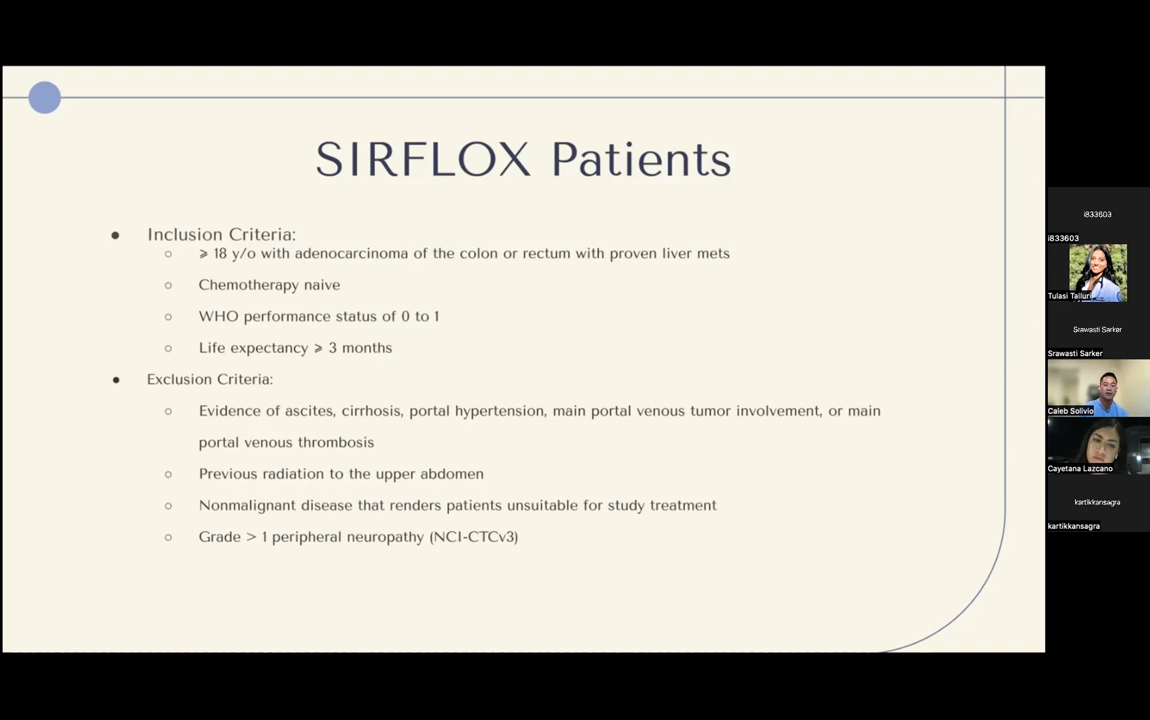 SIRFLOX Patients
● Inclusion Criteria:
○ ⩾ 18 y/o with adenocarcinoma of the colon or rectum with proven liver mets
○ Chemotherapy naive
○ WHO performance status of 0 to 1
○ Life expectancy ⩾ 3 months
● Exclusion Criteria:
○ Evidence of ascites, cirrhosis, portal hypertension, main portal venous tumor involvement, or main
portal venous thrombosis
○ Previous radiation to the upper abdomen
○ Nonmalignant disease that renders patients unsuitable for study treatment
○ Grade > 1 peripheral neuropathy (NCI-CTCv3)
i833603
i833603
Tulasi Talluri
Srawasti Sarker
Srawasti Sarker
Caleb Solivio
Cayetana Lazcano
kartikkansagra
kartikkansagra